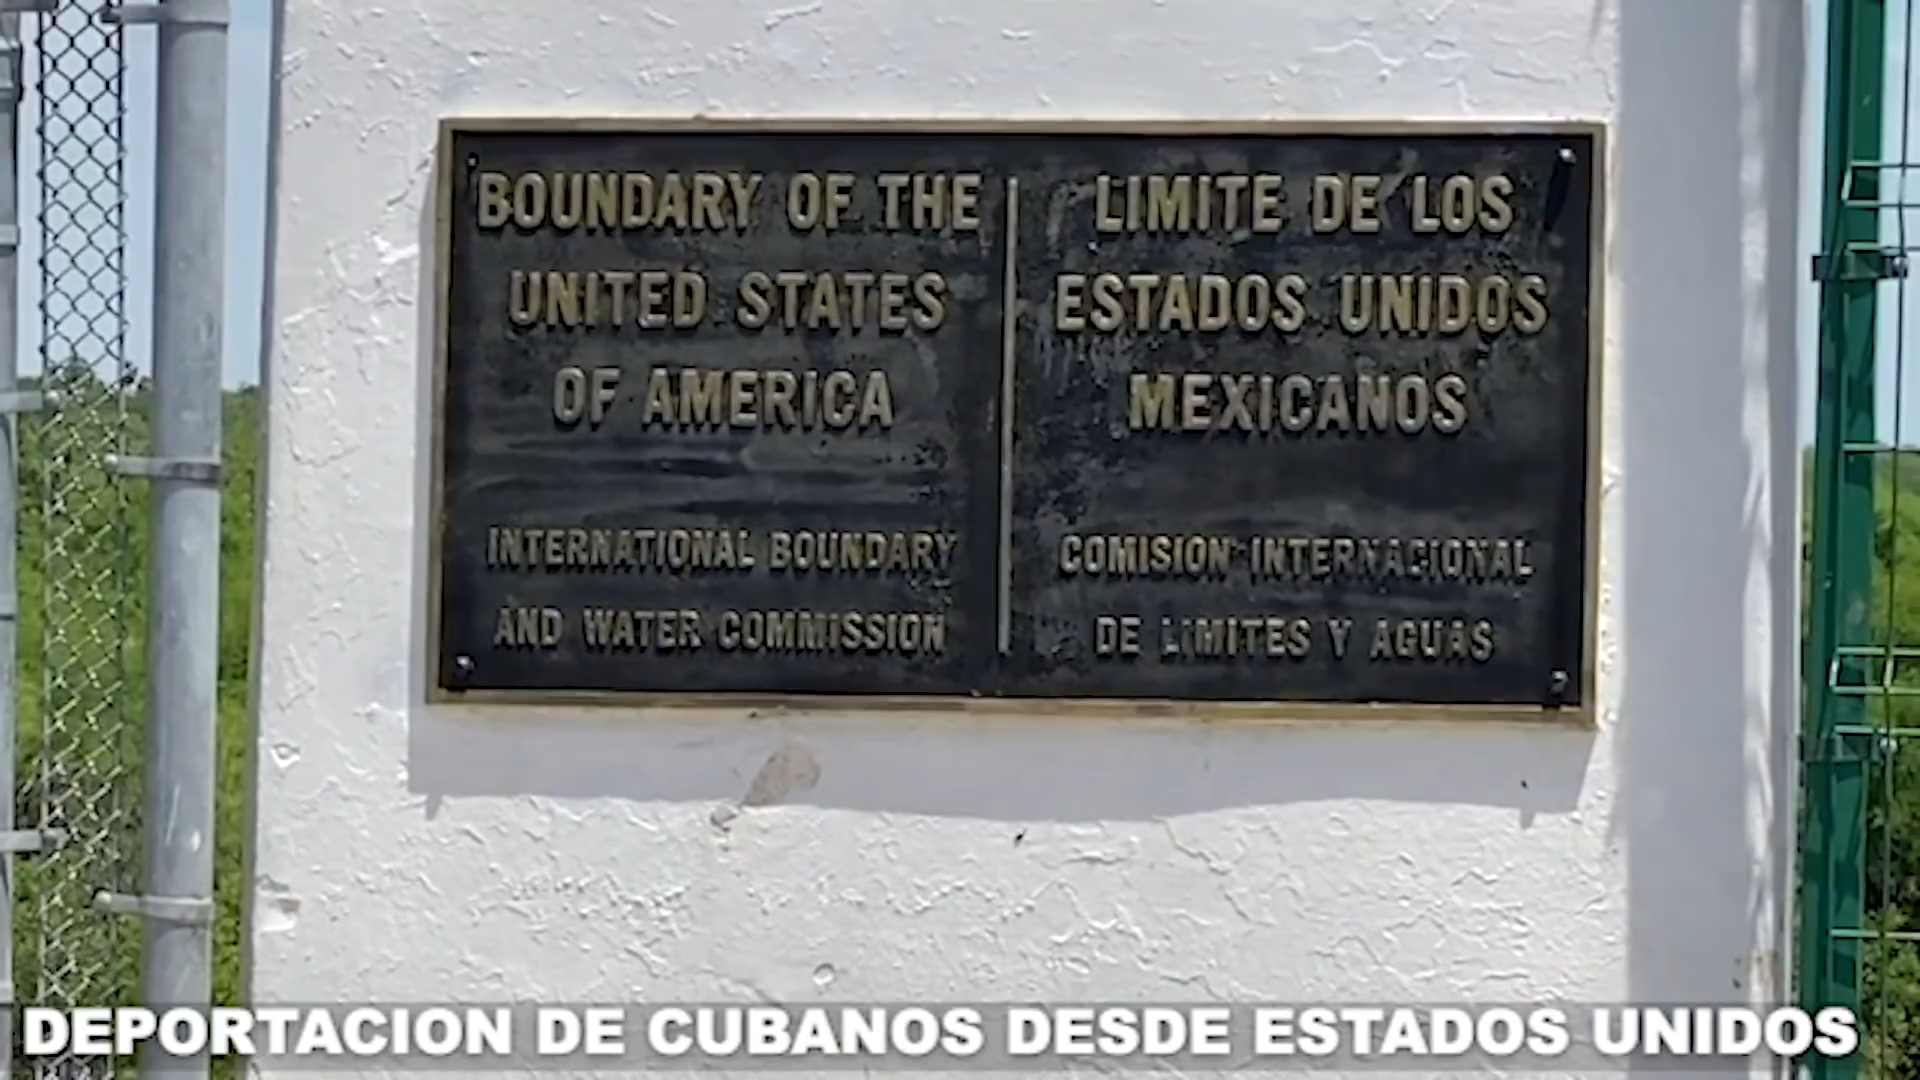 BOUNDARY OF THE
UNITED STATES
OF AMERICA
INTERNATIONAL BOUNDARY
AND WATER COMMISSION
LIMITE DE LOS
ESTADOS UNIDOS
MEXICANOS
COMISION INTERNACIONAL
DE LIMITES Y AGUAS
DEPORTACION DE CUBANOS DESDE ESTADOS UNIDOS